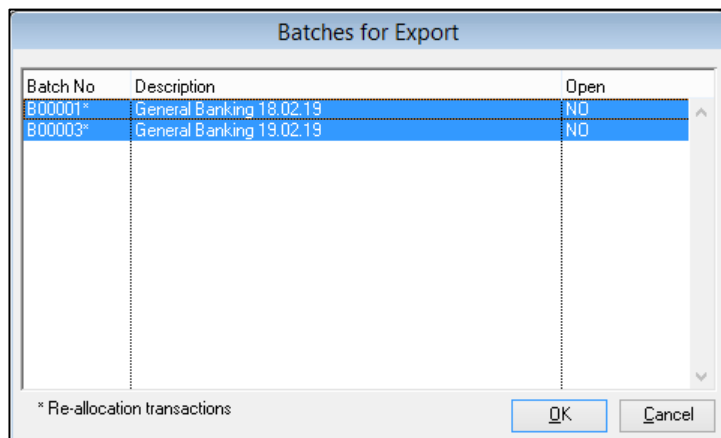 Batches for Export
Batch No Description Open
B00001* General Banking 18.02.19 NO
B00003* General Banking 19.02.19 NO
* Re-allocation transactions
OK Cancel